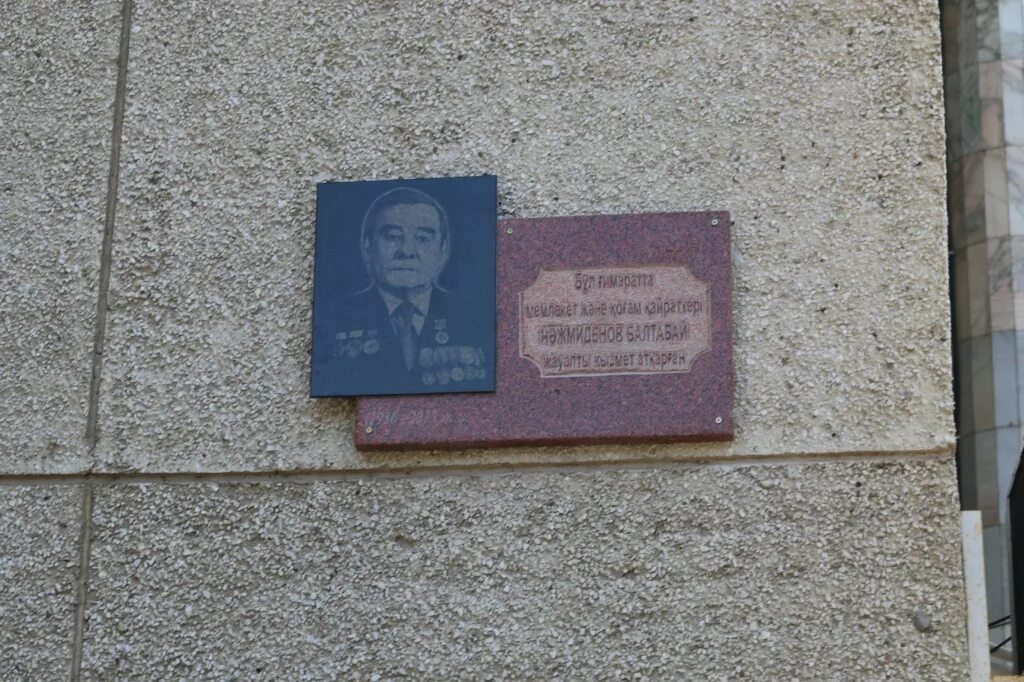 Бұл ғимаратта
мемлекет және қоғам қайраткері
НӘЖМИДЕНОВ БАЛТАБАЙ
жауапты қызмет атқарған